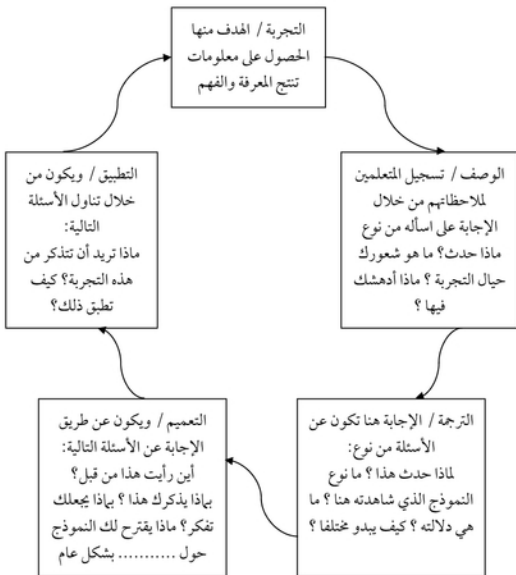 التجربة / الهدف منها
الحصول على معلومات
تنتج المعرفة والفهم
الوصف / تسجيل المتعلمين
لملاحظاتهم من خلال
الإجابة على اسأله من نوع
ماذا حدث؟ ما هو شعورك
حيال التجربة ؟ ماذا أدهشك
فيها ؟
الترجمة / الإجابة هنا تكون عن
الأسئلة من نوع:
لماذا حدث هذا ؟ ما نوع
النموذج الذي شاهدته هنا ؟ ما
هي دلالته ؟ كيف يبدو مختلفا ؟
التعميم / ويكون عن طريق
الإجابة عن الأسئلة التالية:
أين رأيت هذا من قبل؟
بماذا يذكرك هذا ؟ بماذا يجعلك
تفكر؟ ماذا يقترح لك النموذج
حول ........... بشكل عام
التطبيق / ويكون من
خلال تناول الأسئلة
التالية:
ماذا تريد أن تتذكر من
هذه التجربة؟ كيف
تطبق ذلك؟